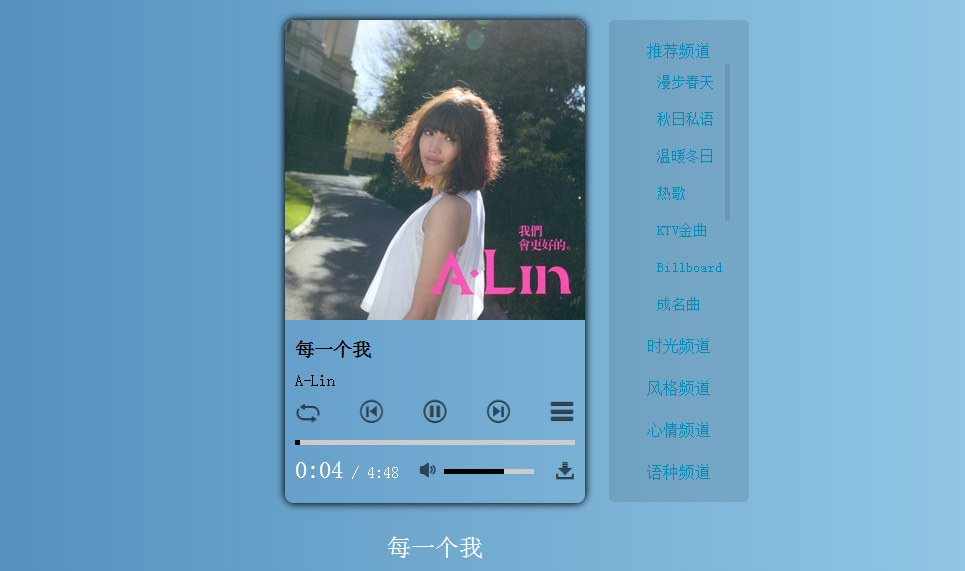 我們
會更好的。
A·Lin
每一个我
A-Lin
0:04 / 4:48
每一个我
推荐频道
漫步春天
秋日私语
温暖冬日
热歌
KTV金曲
Billboard
成名曲
时光频道
风格频道
心情频道
语种频道